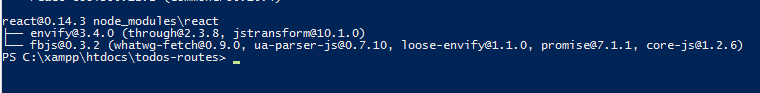 react@0.14.3 node_modules\react
├── envify@3.4.0 (through@2.3.8, jstransform@10.1.0)
└── fbjs@0.3.2 (whatwg-fetch@0.9.0, ua-parser-js@0.7.10, loose-envify@1.1.0, promise@7.1.1, core-js@1.2.6)
PS C:\xampp\htdocs\todos-routes> _